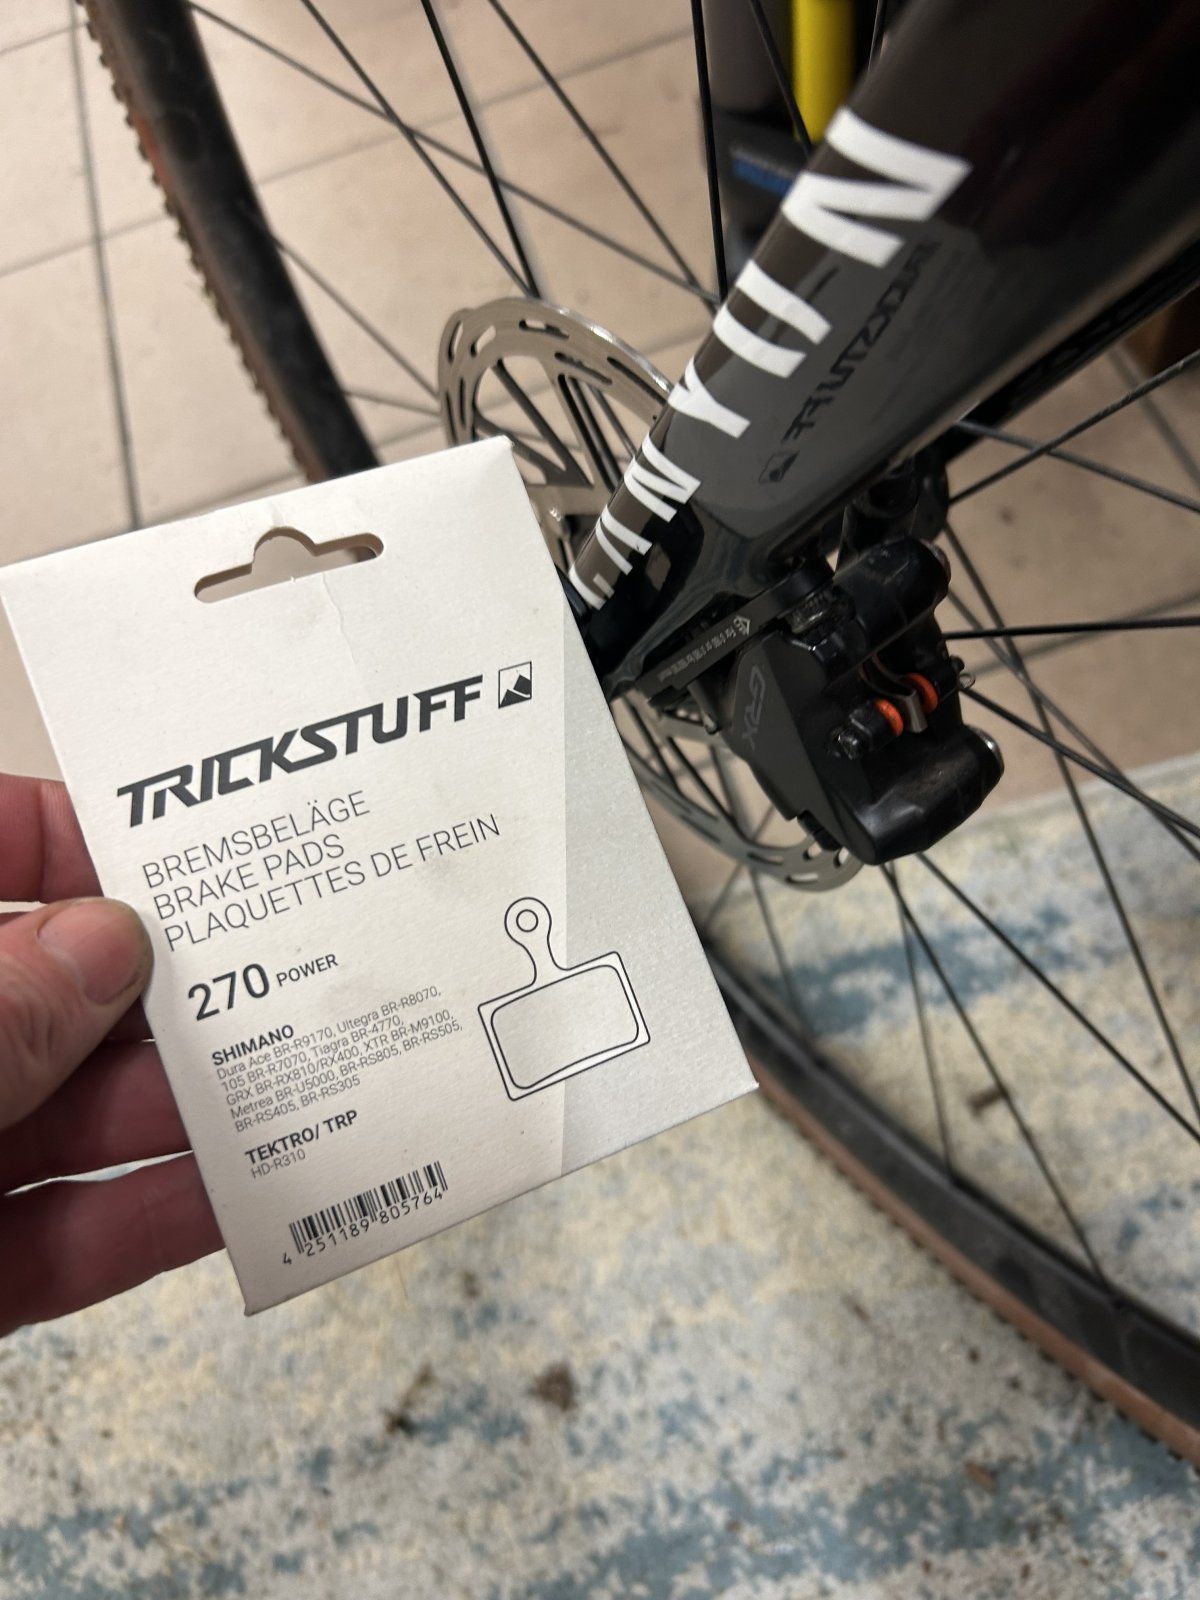 CANYON
TRICKSTUFF
BREMSBELÄGE
BRAKE PADS
PLAQUETTES DE FREIN
270 POWER
SHIMANO
Dura Ace BR-R9170, Ultegra BR-R8070,
105 BR-R7070, Tiagra BR-4770,
GRX BR-RX810/RX400, XTR BR-M9100,
Metrea BR-U5000, BR-RS805, BR-RS505,
BR-RS405, BR-RS305
TEKTRO/ TRP
HD-R310
4 251189 805764
GRX